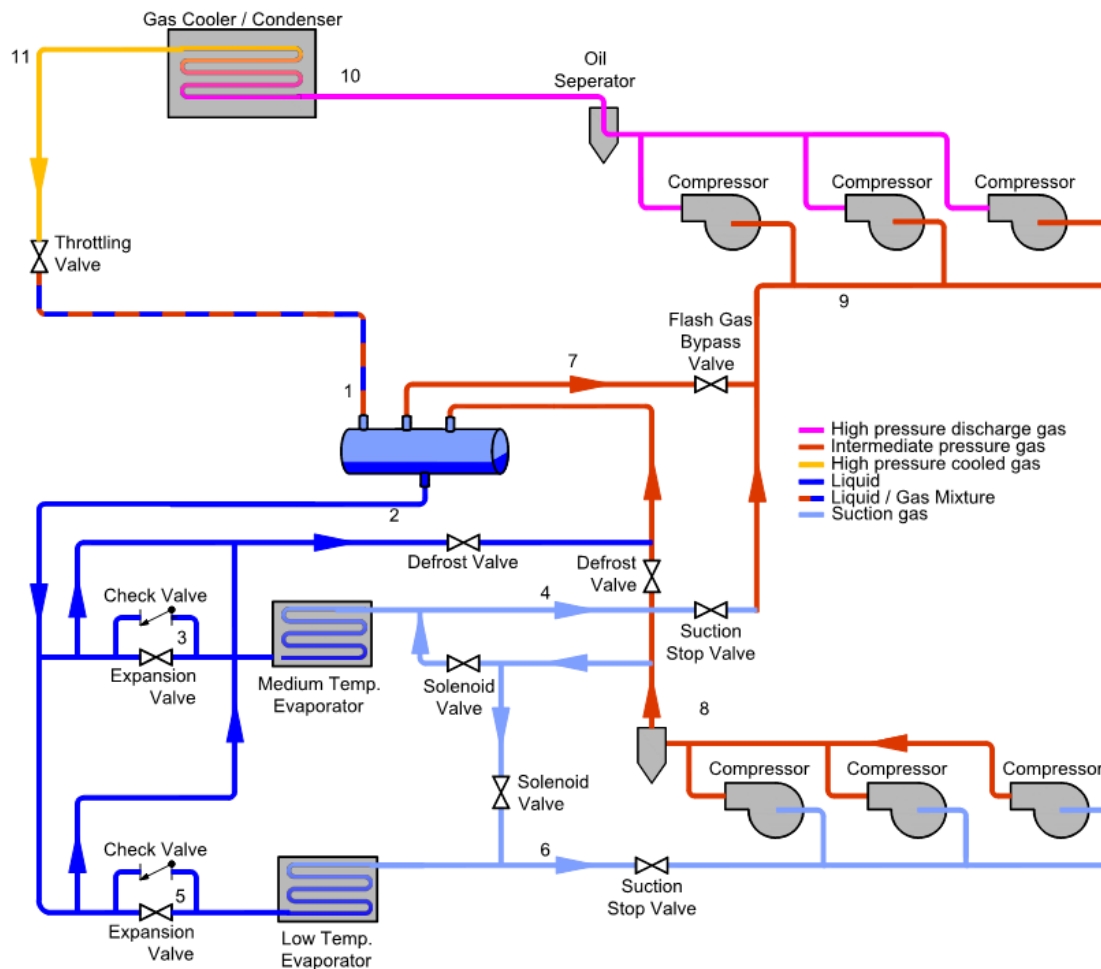 Gas Cooler / Condenser
11
10
Oil
Seperator
Compressor
Compressor
Compressor
Throttling
Valve
9
Flash Gas
Bypass
Valve
7
1
High pressure discharge gas
Intermediate pressure gas
High pressure cooled gas
Liquid
Liquid / Gas Mixture
Suction gas
2
Defrost Valve
Defrost
Valve
Check Valve
3
Expansion
Valve
4
Medium Temp.
Evaporator
Solenoid
Valve
Suction
Stop Valve
8
Solenoid
Valve
Compressor
Compressor
Compressor
Check Valve
5
Expansion
Valve
6
Low Temp.
Evaporator
Suction
Stop Valve